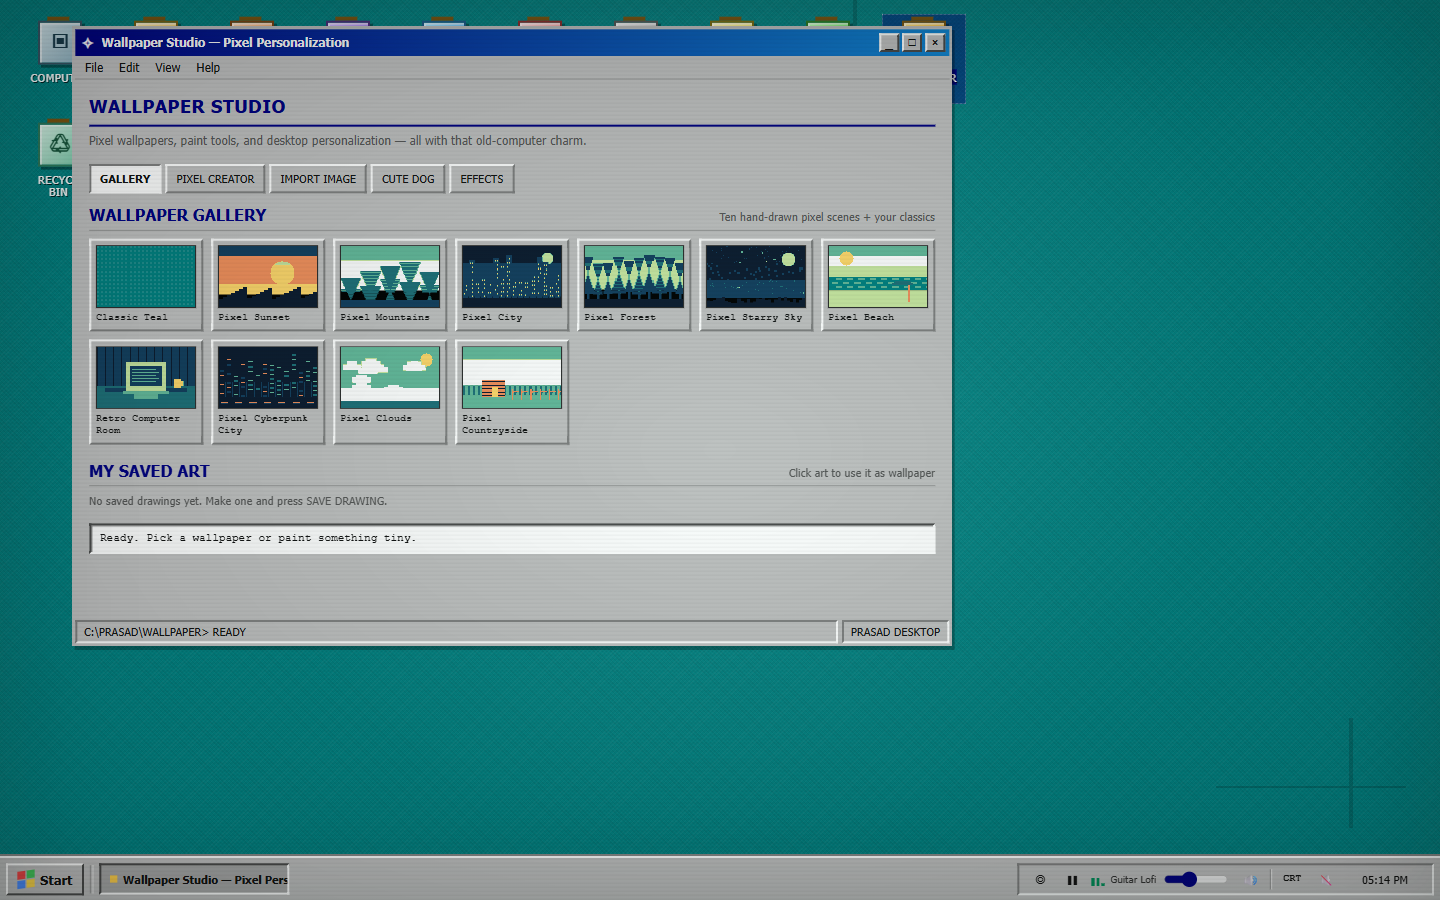 Wallpaper Studio — Pixel Personalization
File Edit View Help
WALLPAPER STUDIO
Pixel wallpapers, paint tools, and desktop personalization — all with that old-computer charm.
GALLERY PIXEL CREATOR IMPORT IMAGE CUTE DOG EFFECTS
WALLPAPER GALLERY
Ten hand-drawn pixel scenes + your classics
Classic Teal
Pixel Sunset
Pixel Mountains
Pixel City
Pixel Forest
Pixel Starry Sky
Pixel Beach
Retro Computer
Room
Pixel Cyberpunk
City
Pixel Clouds
Pixel
Countryside
MY SAVED ART
Click art to use it as wallpaper
No saved drawings yet. Make one and press SAVE DRAWING.
Ready. Pick a wallpaper or paint something tiny.
C:\PRASAD\WALLPAPER> READY
PRASAD DESKTOP
COMPUT
RECYC
BIN
R
Start
Wallpaper Studio — Pixel Pers
Guitar Lofi
CRT
05:14 PM